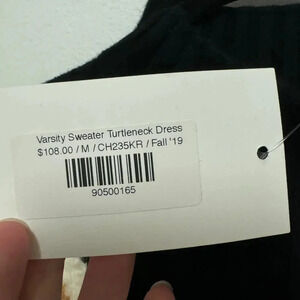 Varsity Sweater Turtleneck Dress
$108.00 / M / CH235KR / Fall '19
90500165